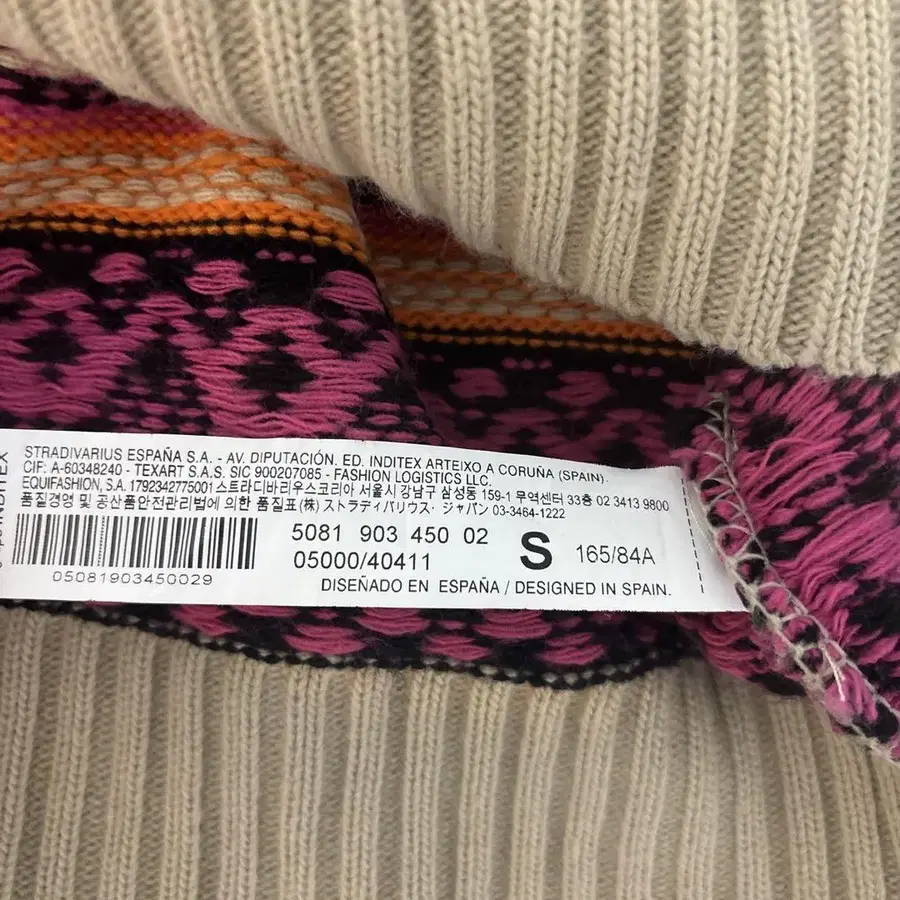 STRADIVARIUS ESPAÑA S.A. - AV. DIPUTACIÓN. ED. INDITEX ARTEIXO A CORUÑA (SPAIN).
CIF: A-60348240 - TEXART S.A.S. SIC 900207085 - FASHION LOGISTICS LLC.
EQUIFASHION, S.A. 1792342775001 스트라디바리우스코리아 서울시 강남구 삼성동 159-1 무역센터 33층 02 3413 9800
품질경영 및 공산품안전관리법에 의한 품질표 (株) ストラディバリウス・ジャパン 03-3464-1222
INDITEX
5081 903 450 02
05000/40411
S
165/84A
05081903450029
DISEÑADO EN ESPAÑA / DESIGNED IN SPAIN.